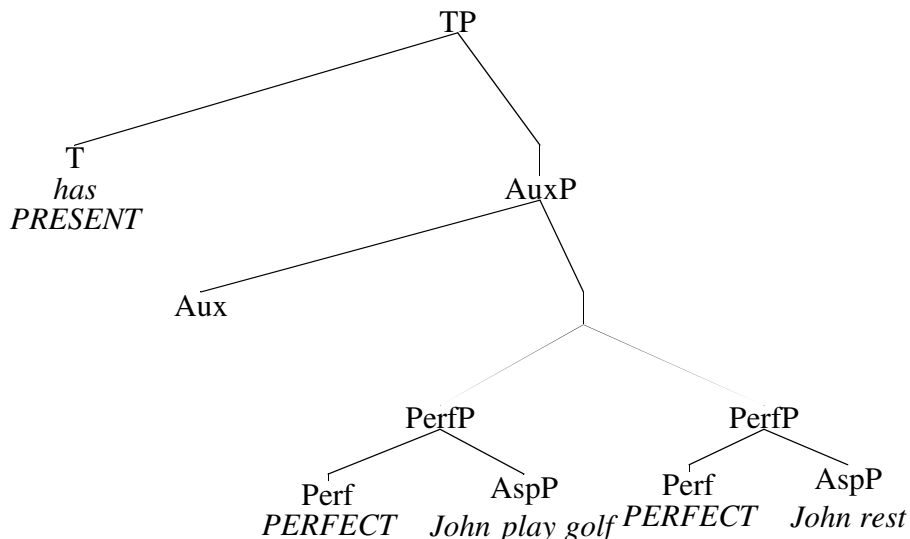 TP
T
has
PRESENT
AuxP
Aux
PerfP PerfP
Perf AspP Perf AspP
PERFECT John play golf PERFECT John rest